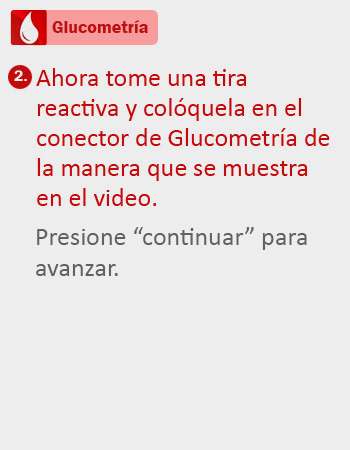 Glucometría
2. Ahora tome una tira
reactiva y colóquela en el
conector de Glucometría de
la manera que se muestra
en el video.
Presione “continuar” para
avanzar.